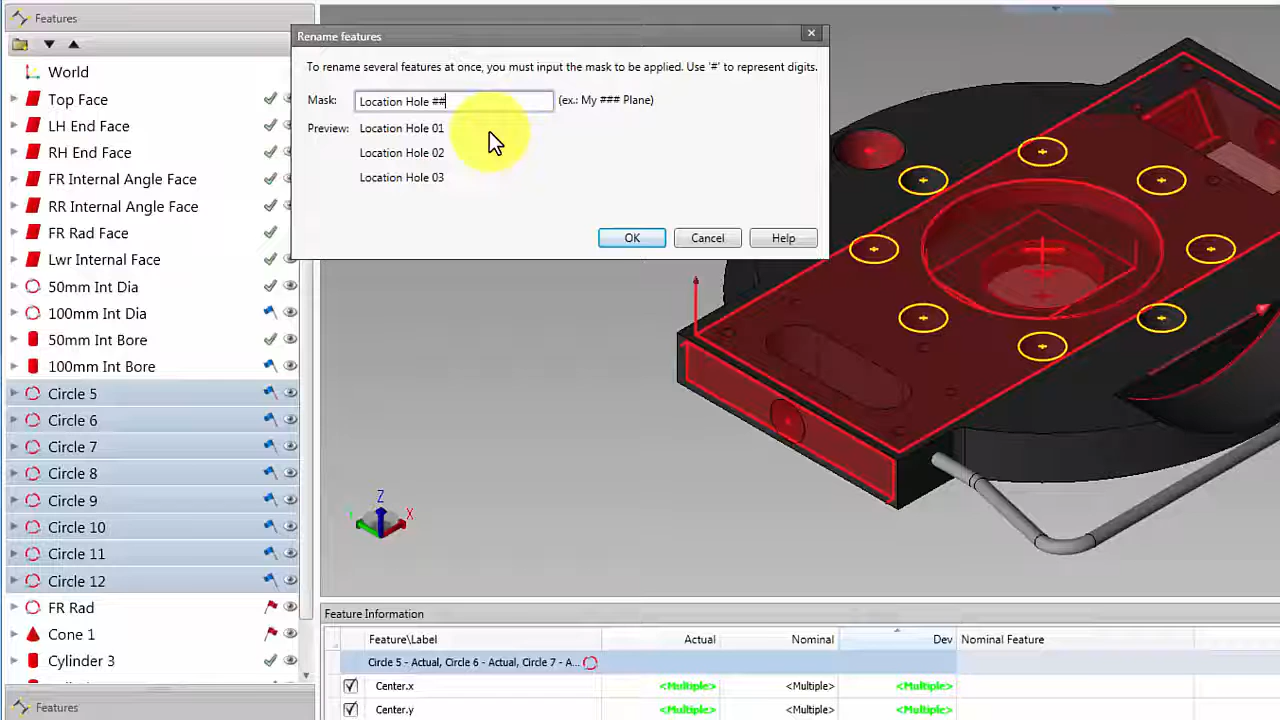 Features
World
Top Face
LH End Face
RH End Face
FR Internal Angle Face
RR Internal Angle Face
FR Rad Face
Lwr Internal Face
50mm Int Dia
100mm Int Dia
50mm Int Bore
100mm Int Bore
Circle 5
Circle 6
Circle 7
Circle 8
Circle 9
Circle 10
Circle 11
Circle 12
FR Rad
Cone 1
Cylinder 3
Features
Rename features
To rename several features at once, you must input the mask to be applied. Use '#' to represent digits.
Mask: Location Hole ## (ex.: My ### Plane)
Preview: Location Hole 01
Location Hole 02
Location Hole 03
OK Cancel Help
Z
X
Feature Information
Feature\Label Actual Nominal Dev Nominal Feature
Circle 5 - Actual, Circle 6 - Actual, Circle 7 - A...
Center.x <Multiple> <Multiple> <Multiple>
Center.y <Multiple> <Multiple> <Multiple>